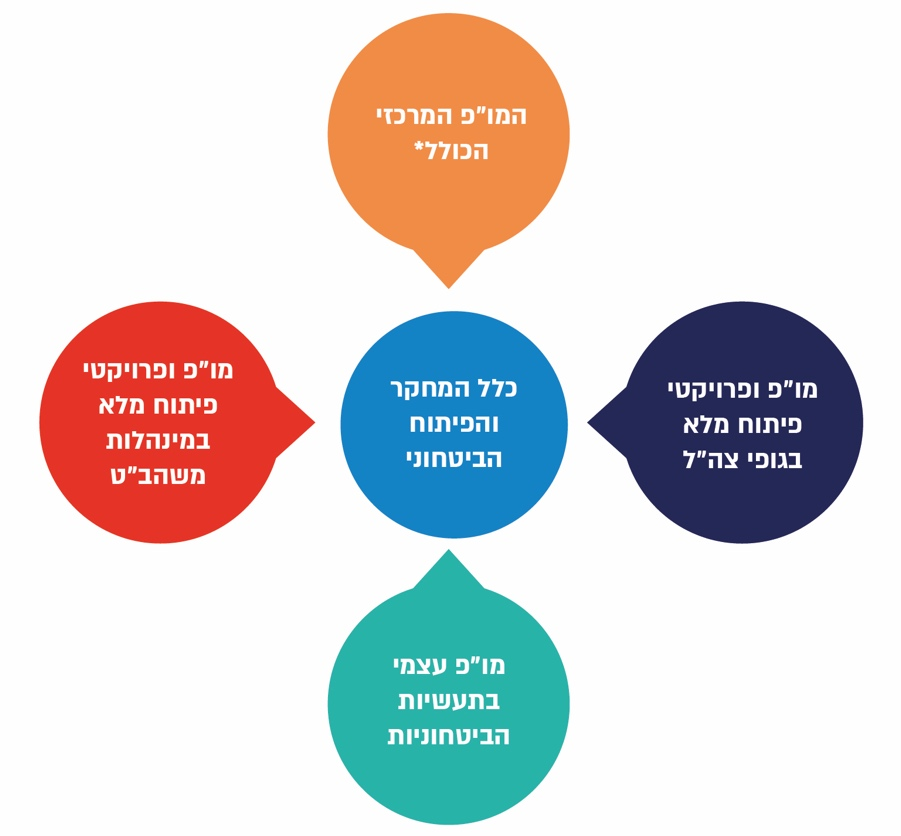 המו"פ המרכזי
הכולל*
מו"פ ופרויקטי
פיתוח מלא
בגופי צה"ל
כלל המחקר
והפיתוח
הביטחוני
מו"פ ופרויקטי
פיתוח מלא
במינהלות
משהב"ט
מו"פ עצמי
בתעשיות
הביטחוניות